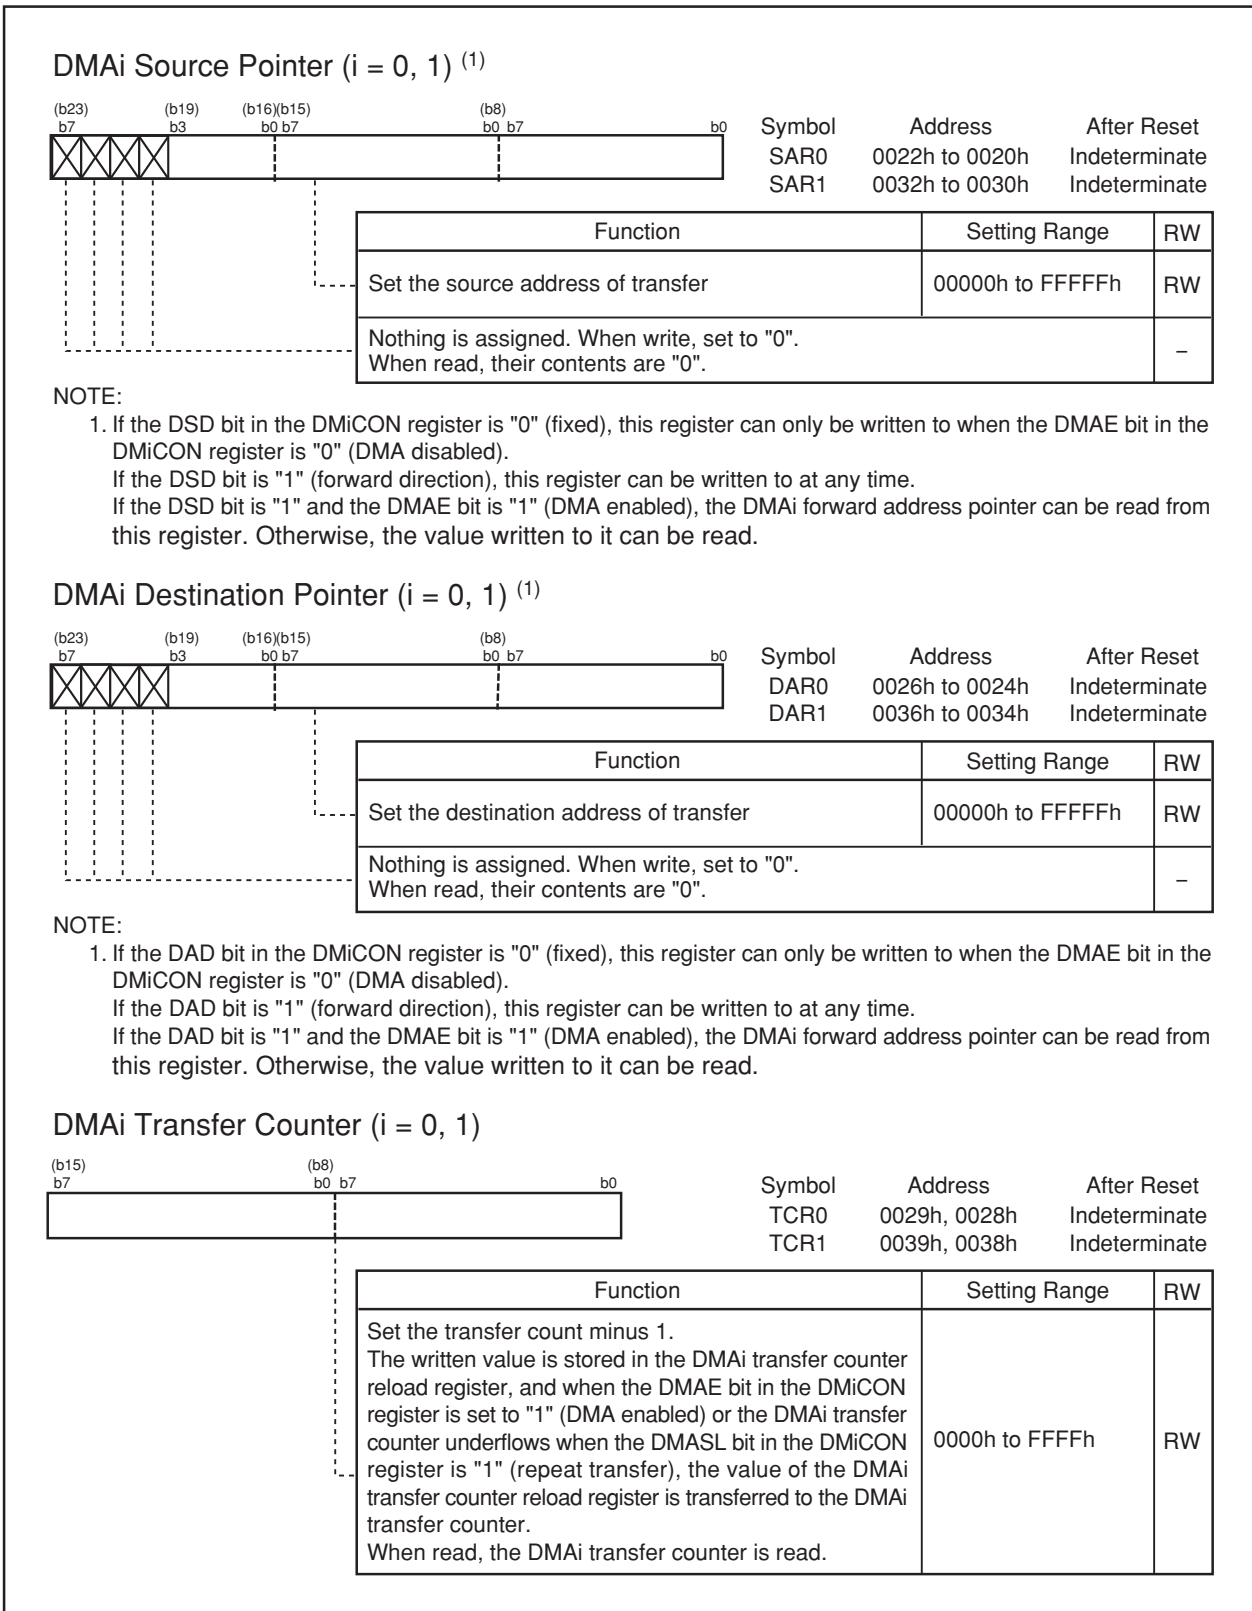 DMAi Source Pointer (i = 0, 1) (1)
(b23) (b19) (b16)(b15) (b8)
b7 b3 b0 b7 b0 b7 b0
Symbol Address After Reset
SAR0 0022h to 0020h Indeterminate
SAR1 0032h to 0030h Indeterminate
Function Setting Range RW
Set the source address of transfer 00000h to FFFFFh RW
Nothing is assigned. When write, set to "0".
When read, their contents are "0". –
NOTE:
1. If the DSD bit in the DMiCON register is "0" (fixed), this register can only be written to when the DMAE bit in the
DMiCON register is "0" (DMA disabled).
If the DSD bit is "1" (forward direction), this register can be written to at any time.
If the DSD bit is "1" and the DMAE bit is "1" (DMA enabled), the DMAi forward address pointer can be read from
this register. Otherwise, the value written to it can be read.
DMAi Destination Pointer (i = 0, 1) (1)
(b23) (b19) (b16)(b15) (b8)
b7 b3 b0 b7 b0 b7 b0
Symbol Address After Reset
DAR0 0026h to 0024h Indeterminate
DAR1 0036h to 0034h Indeterminate
Function Setting Range RW
Set the destination address of transfer 00000h to FFFFFh RW
Nothing is assigned. When write, set to "0".
When read, their contents are "0". –
NOTE:
1. If the DAD bit in the DMiCON register is "0" (fixed), this register can only be written to when the DMAE bit in the
DMiCON register is "0" (DMA disabled).
If the DAD bit is "1" (forward direction), this register can be written to at any time.
If the DAD bit is "1" and the DMAE bit is "1" (DMA enabled), the DMAi forward address pointer can be read from
this register. Otherwise, the value written to it can be read.
DMAi Transfer Counter (i = 0, 1)
(b15) (b8)
b7 b0 b7 b0
Symbol Address After Reset
TCR0 0029h, 0028h Indeterminate
TCR1 0039h, 0038h Indeterminate
Function Setting Range RW
Set the transfer count minus 1.
The written value is stored in the DMAi transfer counter
reload register, and when the DMAE bit in the DMiCON
register is set to "1" (DMA enabled) or the DMAi transfer
counter underflows when the DMASL bit in the DMiCON 0000h to FFFFh RW
register is "1" (repeat transfer), the value of the DMAi
transfer counter reload register is transferred to the DMAi
transfer counter.
When read, the DMAi transfer counter is read.